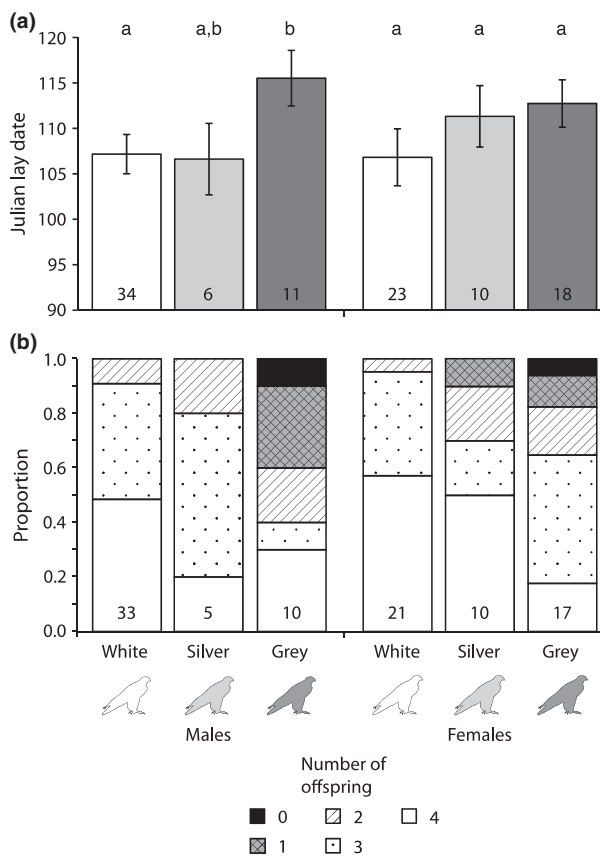 (a)
a a,b b a a a
Julian lay date
120
115
110
105
100
95
90
34 6 11 23 10 18
(b)
Proportion
1.0
0.8
0.6
0.4
0.2
0.0
33 5 10 21 10 17
White Silver Grey White Silver Grey
Males Females
Number of
offspring
0 2 4
1 3